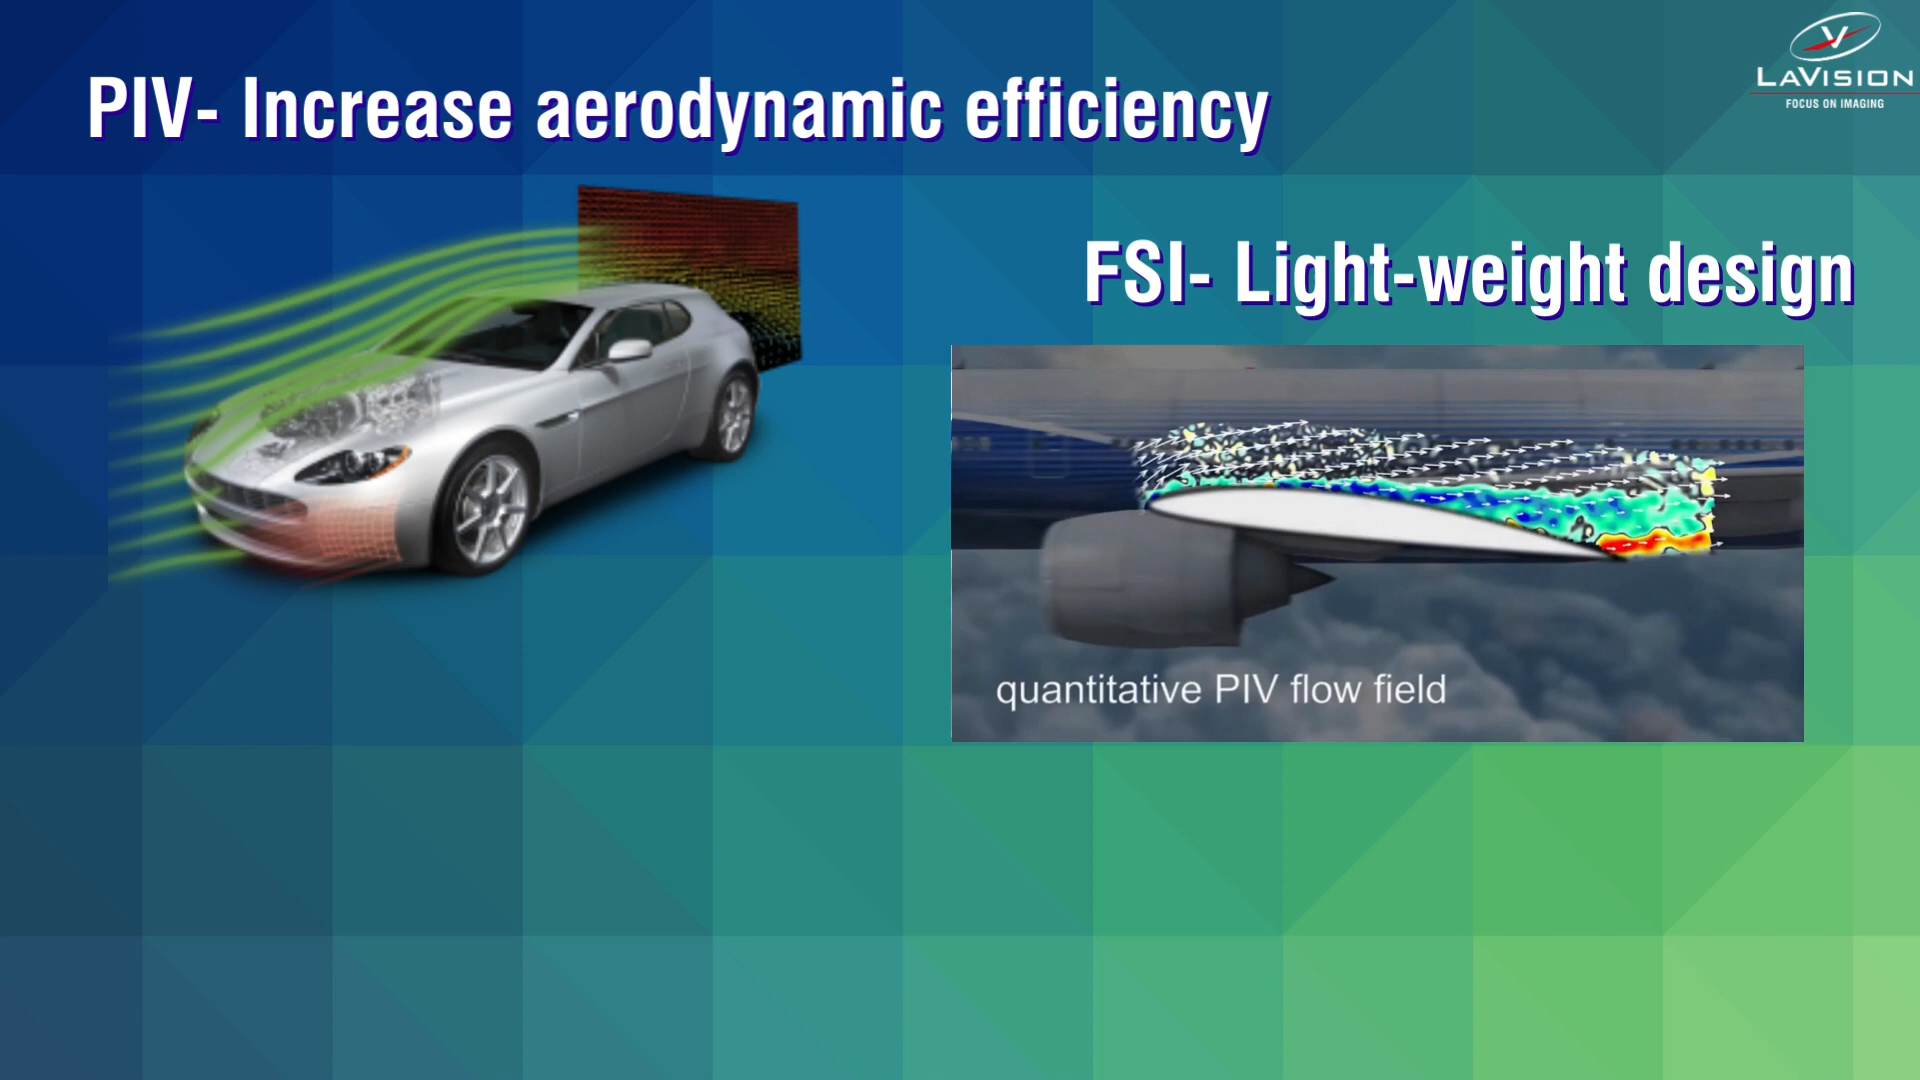 LAVISION
FOCUS ON IMAGING
PIV- Increase aerodynamic efficiency
FSI- Light-weight design
quantitative PIV flow field